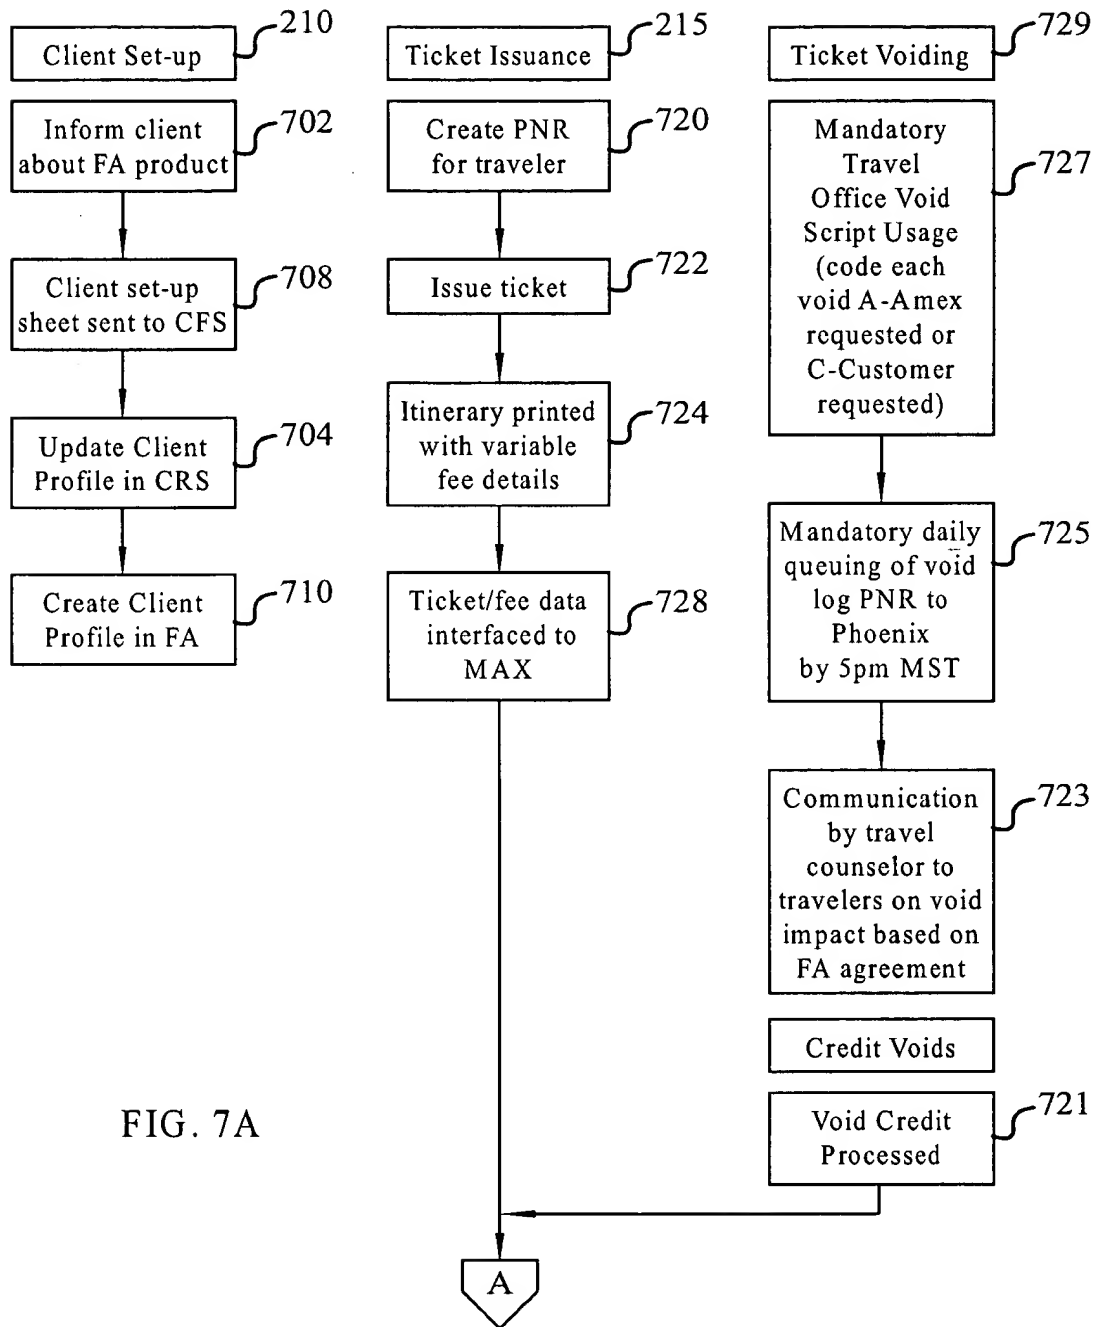 210
Client Set-up
Inform client
about FA product
702
Client set-up
sheet sent to CFS
708
Update Client
Profile in CRS
704
Create Client
Profile in FA
710
215
Ticket Issuance
Create PNR
for traveler
720
Issue ticket
722
Itinerary printed
with variable
fee details
724
Ticket/fee data
interfaced to
MAX
728
729
Ticket Voiding
Mandatory
Travel
Office Void
Script Usage
(code each
void A-Amex
requested or
C-Customer
requested)
727
Mandatory daily
queuing of void
log PNR to
Phoenix
by 5pm MST
725
Communication
by travel
counselor to
travelers on void
impact based on
FA agreement
723
Credit Voids
Void Credit
Processed
721
A
FIG. 7A